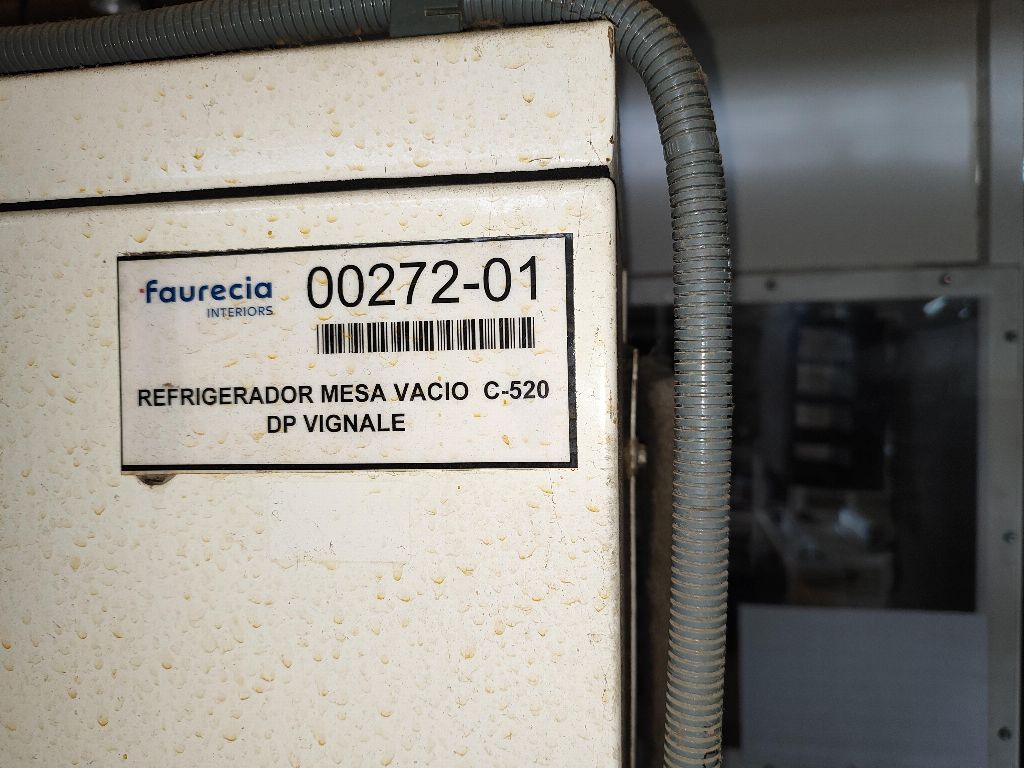 faurecia
INTERIORS
00272-01
REFRIGERADOR MESA VACIO C-520
DP VIGNALE